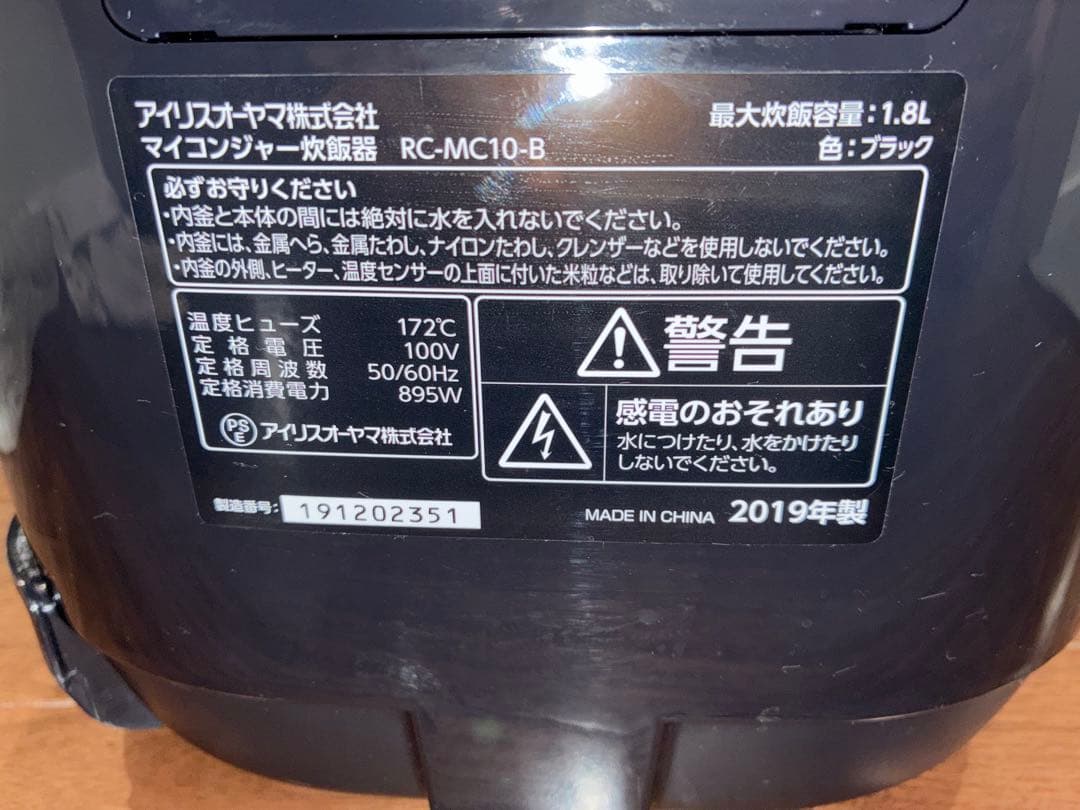 アイリスオーヤマ株式会社 最大炊飯容量:1.8L
マイコンジャー炊飯器 RC-MC10-B 色:ブラック
必ずお守りください
・内釜と本体の間には絶対に水を入れないでください。
・内釜には、金属へら、金属たわし、ナイロンたわし、クレンザーなどを使用しないでください。
・内釜の外側、ヒーター、温度センサーの上面に付いた米粒などは、取り除いて使用してください。
温度ヒューズ 172℃
定格電圧 100V
定格周波数 50/60Hz
定格消費電力 895W
PSE アイリスオーヤマ株式会社
警告
感電のおそれあり
水につけたり、水をかけたり
しないでください。
製造番号: 191202351 MADE IN CHINA 2019年製